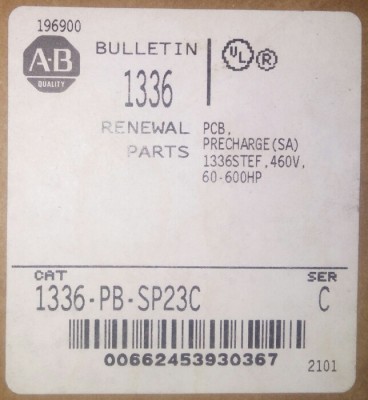 196900
A-B
QUALITY
BULLETIN
1336
RENEWAL
PARTS
UL ®
PCB,
PRECHARGE(SA)
1336STEF,460V,
60-600HP
CAT
1336-PB-SP23C
SER
C
00662453930367
2101